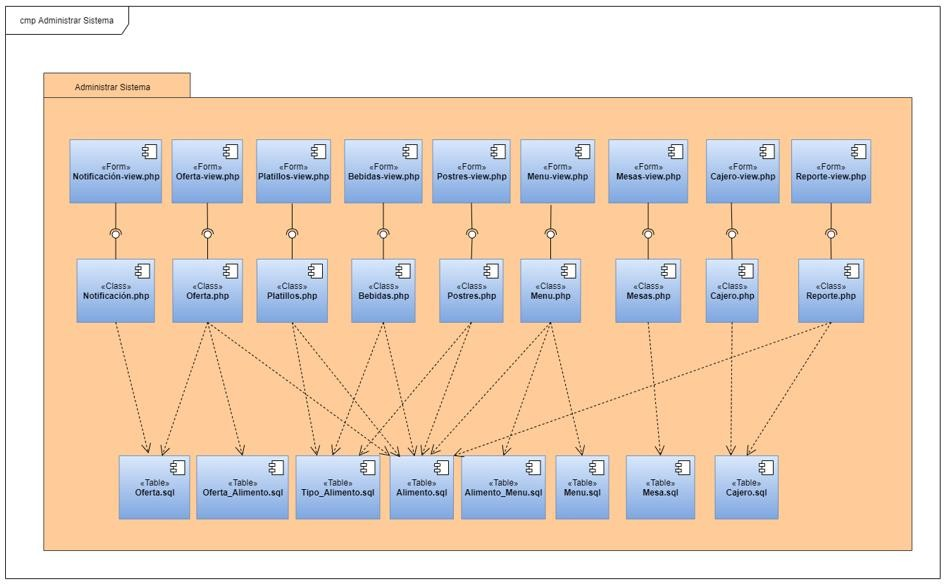 cmp Administrar Sistema
Administrar Sistema
«Form»
Notificación-view.php
«Form»
Oferta-view.php
«Form»
Platillos-view.php
«Form»
Bebidas-view.php
«Form»
Postres-view.php
«Form»
Menu-view.php
«Form»
Mesas-view.php
«Form»
Cajero-view.php
«Form»
Reporte-view.php
«Class»
Notificación.php
«Class»
Oferta.php
«Class»
Platillos.php
«Class»
Bebidas.php
«Class»
Postres.php
«Class»
Menu.php
«Class»
Mesas.php
«Class»
Cajero.php
«Class»
Reporte.php
«Table»
Oferta.sql
«Table»
Oferta_Alimento.sql
«Table»
Tipo_Alimento.sql
«Table»
Alimento.sql
«Table»
Alimento_Menu.sql
«Table»
Menu.sql
«Table»
Mesa.sql
«Table»
Cajero.sql